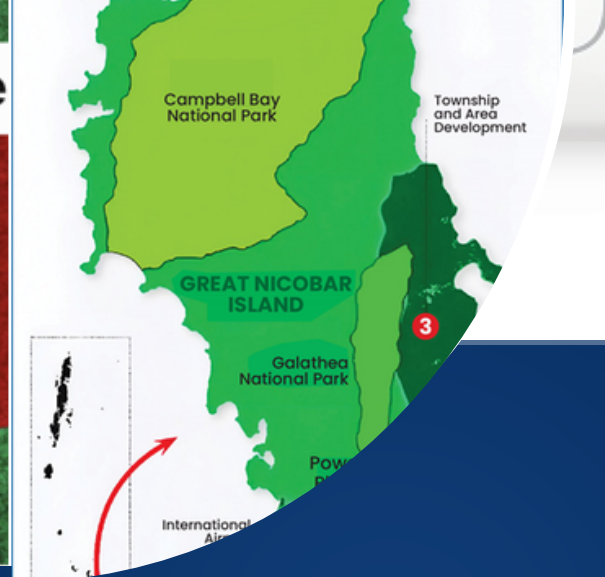 Campbell Bay
National Park
Township
and Area
Development
GREAT NICOBAR
ISLAND
3
Galathea
National Park
International